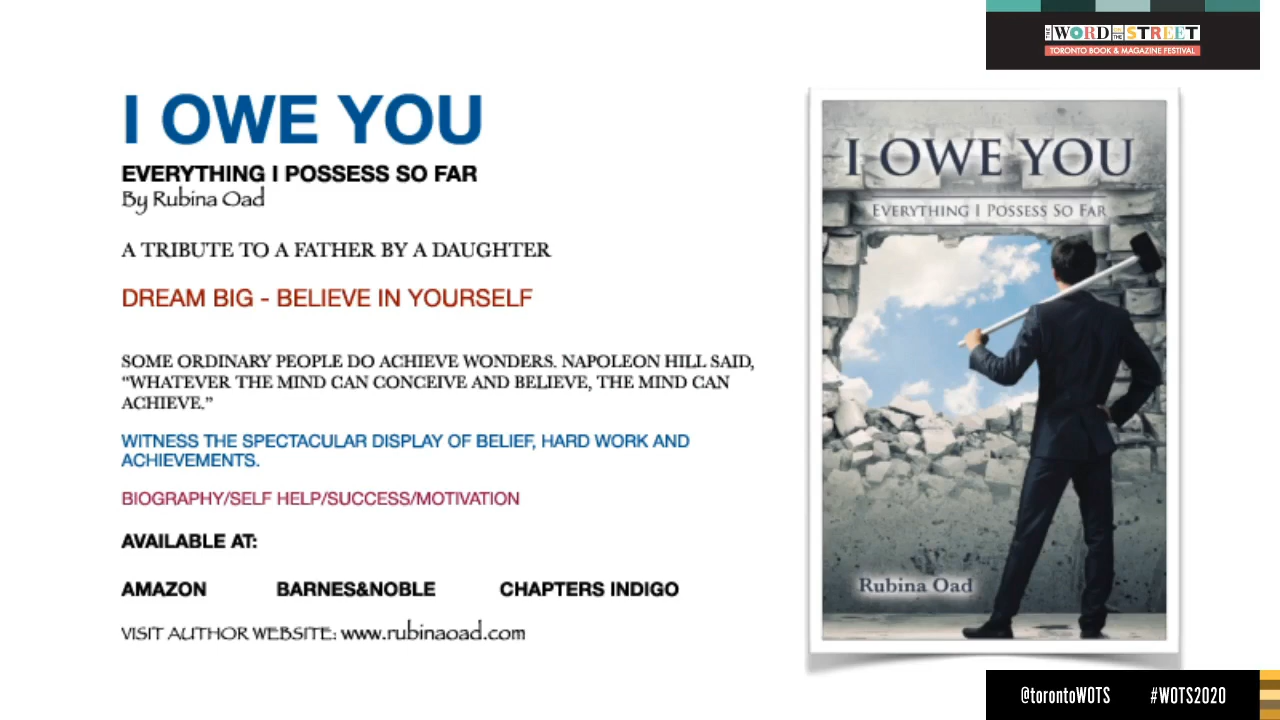 THE WORD ON THE STREET
TORONTO BOOK & MAGAZINE FESTIVAL
I OWE YOU
EVERYTHING I POSSESS SO FAR
By Rubina Oad
A TRIBUTE TO A FATHER BY A DAUGHTER
DREAM BIG - BELIEVE IN YOURSELF
SOME ORDINARY PEOPLE DO ACHIEVE WONDERS. NAPOLEON HILL SAID,
“WHATEVER THE MIND CAN CONCEIVE AND BELIEVE, THE MIND CAN
ACHIEVE.”
WITNESS THE SPECTACULAR DISPLAY OF BELIEF, HARD WORK AND
ACHIEVEMENTS.
BIOGRAPHY/SELF HELP/SUCCESS/MOTIVATION
AVAILABLE AT:
AMAZON BARNES&NOBLE CHAPTERS INDIGO
VISIT AUTHOR WEBSITE: www.rubinaoad.com
I OWE YOU
EVERYTHING I POSSESS SO FAR
Rubina Oad
@torontoWOTS #WOTS2020